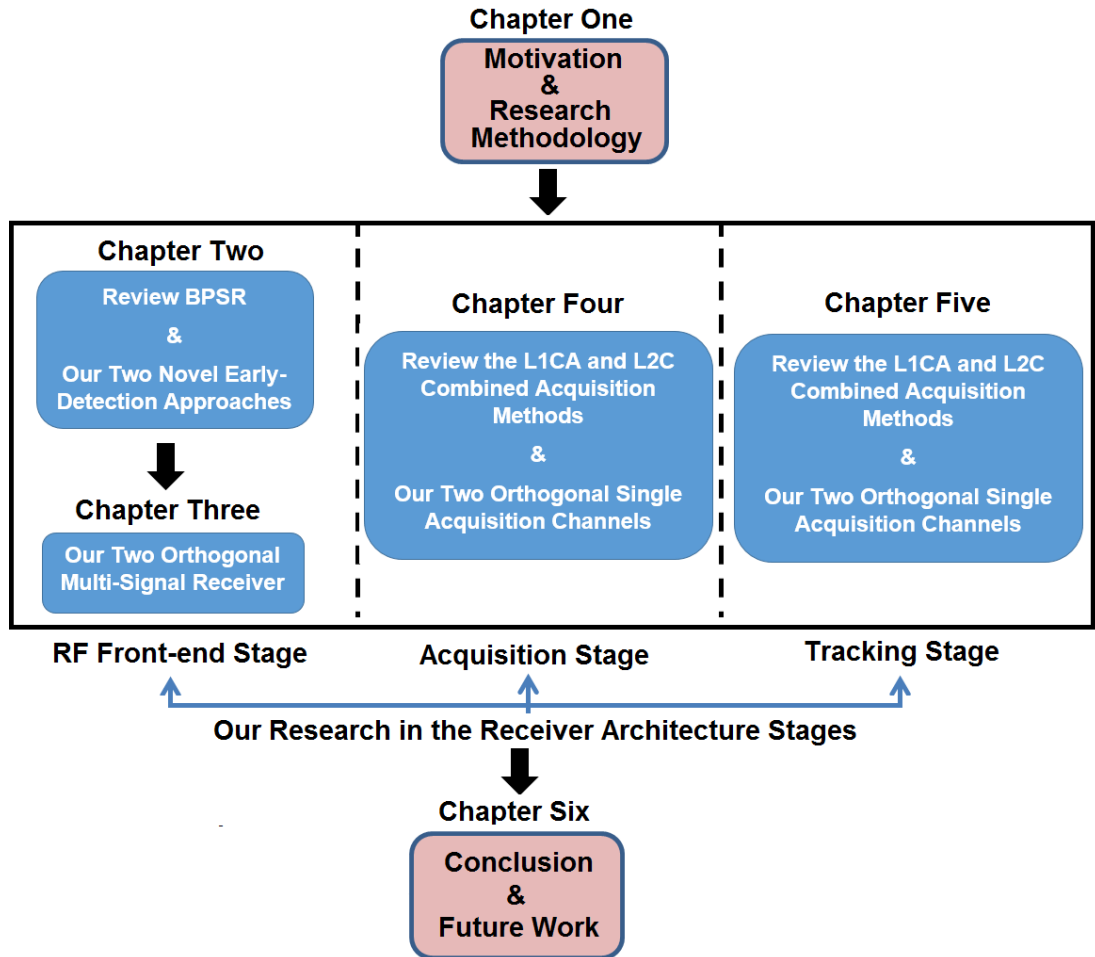 Chapter One
Motivation
&
Research
Methodology
Chapter Two
Review BPSR
&
Our Two Novel Early-
Detection Approaches
Chapter Three
Our Two Orthogonal
Multi-Signal Receiver
Chapter Four
Review the L1CA and L2C
Combined Acquisition
Methods
&
Our Two Orthogonal Single
Acquisition Channels
Chapter Five
Review the L1CA and L2C
Combined Acquisition
Methods
&
Our Two Orthogonal Single
Acquisition Channels
RF Front-end Stage
Acquisition Stage
Tracking Stage
Our Research in the Receiver Architecture Stages
Chapter Six
Conclusion
&
Future Work